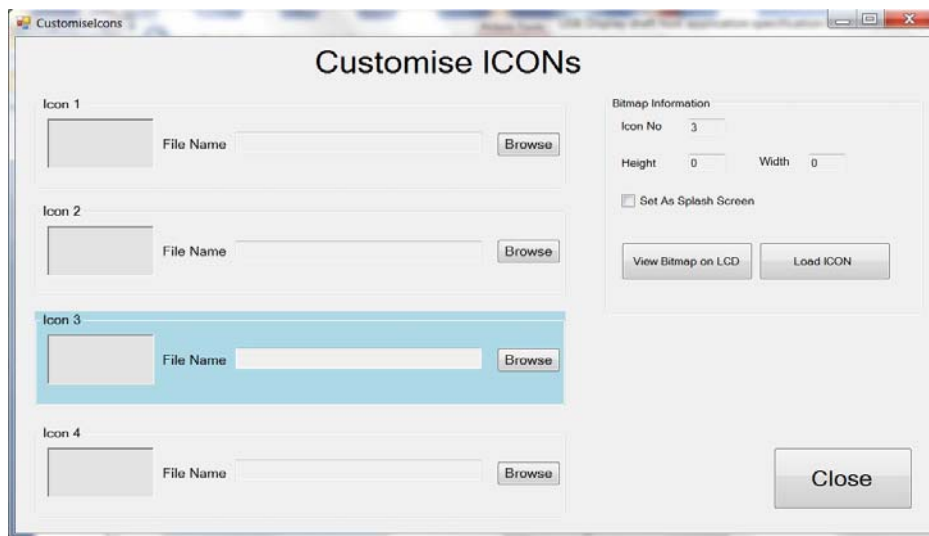 CustomiseIcons
Customise ICONs
Icon 1
File Name
Browse
Icon 2
File Name
Browse
Icon 3
File Name
Browse
Icon 4
File Name
Browse
Bitmap Information
Icon No 3
Height 0 Width 0
Set As Splash Screen
View Bitmap on LCD
Load ICON
Close